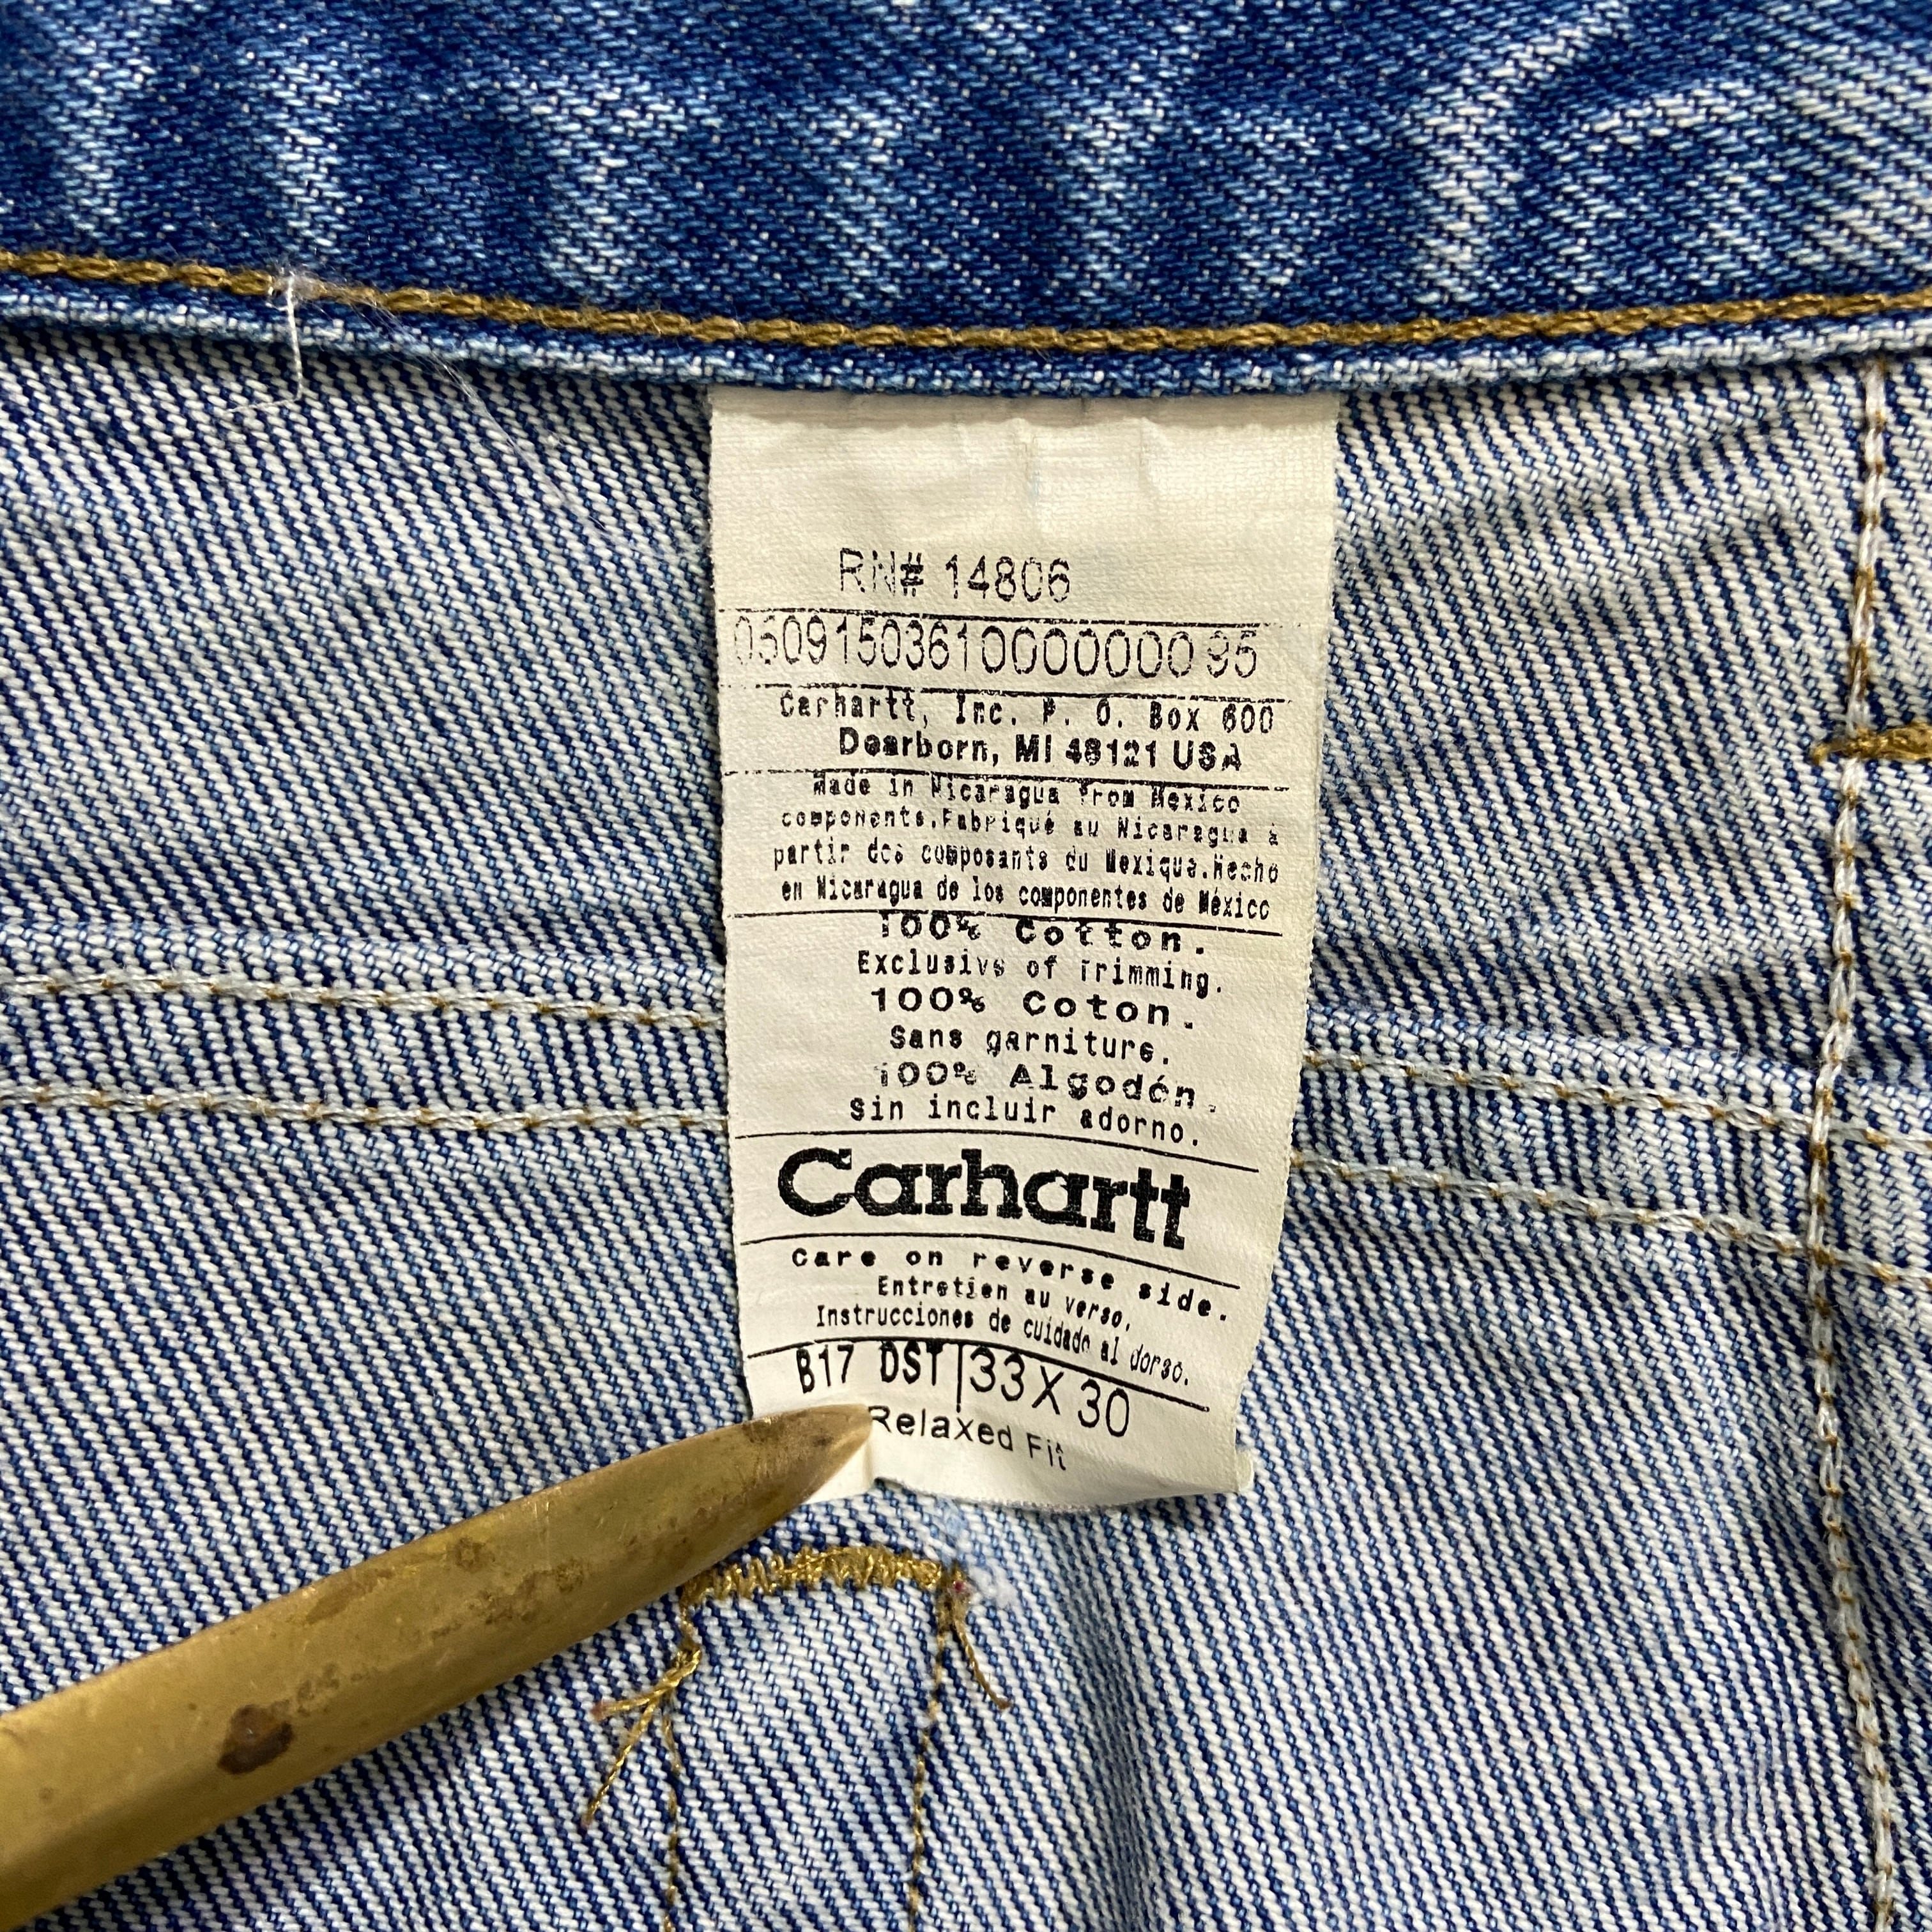 RN# 14806
0609150361000000095
Carhartt, Inc. P. O. Box 600
Dearborn, MI 48121 USA
Made in Nicaragua from Mexico
components.Fabriqué au Nicaragua à
partir des composants du Mexique.Hecho
en Nicaragua de los componentes de México
100% Cotton.
Exclusive of Trimming.
100% Coton.
Sans garniture.
100% Algodón.
Sin incluir adorno.
Carhartt
Care on reverse side.
Entretien au verso.
Instrucciones de cuidado al dorso.
B17 DST 33 X 30
Relaxed Fit